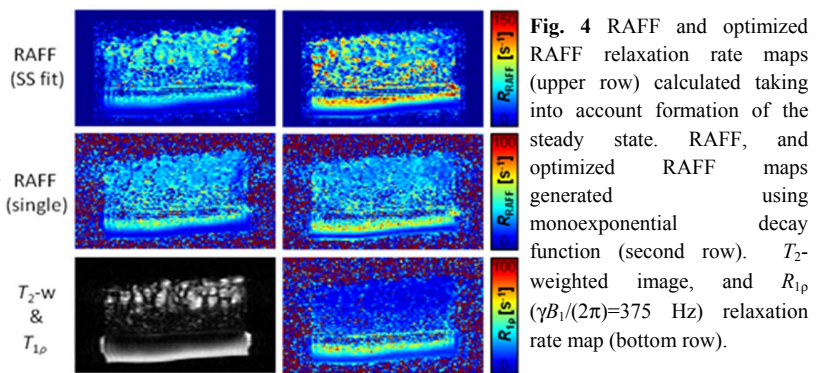 RAFF
(SS fit)
150
R_RAFF [s⁻¹]
0
RAFF
(single)
100
R_RAFF [s⁻¹]
0
T₂-w
&
T₁ρ
100
R₁ρ [s⁻¹]
0
Fig. 4 RAFF and optimized
RAFF relaxation rate maps
(upper row) calculated taking
into account formation of the
steady state. RAFF, and
optimized RAFF maps
generated using
monoexponential decay
function (second row). T₂-
weighted image, and R₁ρ
(γB₁/(2π)=375 Hz) relaxation
rate map (bottom row).